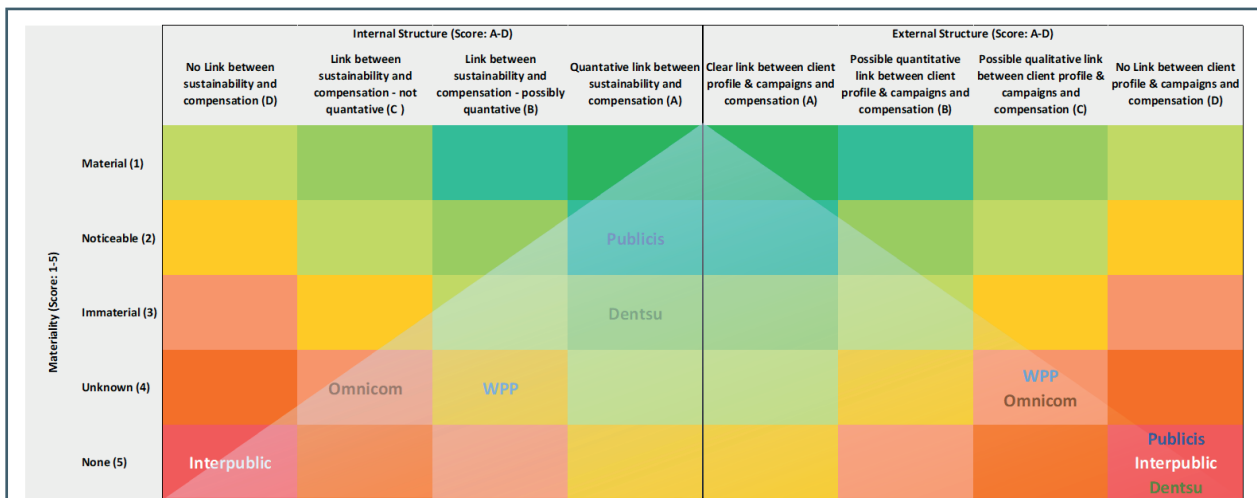 Internal Structure (Score: A-D)
External Structure (Score: A-D)
No Link between
sustainability and
compensation (D)
Link between
sustainability and
compensation - not
quantative (C )
Link between
sustainability and
compensation - possibly
quantative (B)
Quantative link between
sustainability and
compensation (A)
Clear link between client
profile & campaigns and
compensation (A)
Possible quantitative
link between client
profile & campaigns and
compensation (B)
Possible qualitative link
between client profile &
campaigns and
compensation (C)
No Link between client
profile & campaigns and
compensation (D)
Materiality (Score: 1-5)
Material (1)
Noticeable (2)
Publicis
Immaterial (3)
Dentsu
Unknown (4)
Omnicom
WPP
WPP
Omnicom
None (5)
Interpublic
Publicis
Interpublic
Dentsu